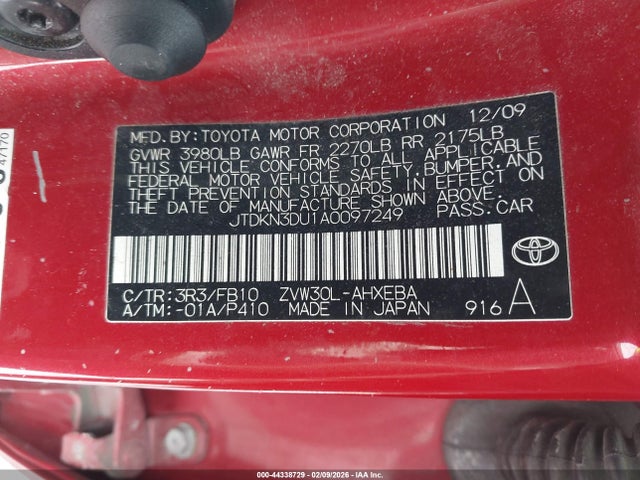 MFD. BY: TOYOTA MOTOR CORPORATION 12/09
GVWR 3980LB GAWR FR 2270LB RR 2175LB
THIS VEHICLE CONFORMS TO ALL APPLICABLE
FEDERAL MOTOR VEHICLE SAFETY, BUMPER, AND
THEFT PREVENTION STANDARDS IN EFFECT ON
THE DATE OF MANUFACTURE SHOWN ABOVE.
JTDKN3DU1A0097249 PASS. CAR
C/TR: 3R3/FB10 ZVW30L-AHXEBA
A/TM: -01A/P410 MADE IN JAPAN 916 A
47170
000-44338729 - 02/09/2026 - IAAI.COM